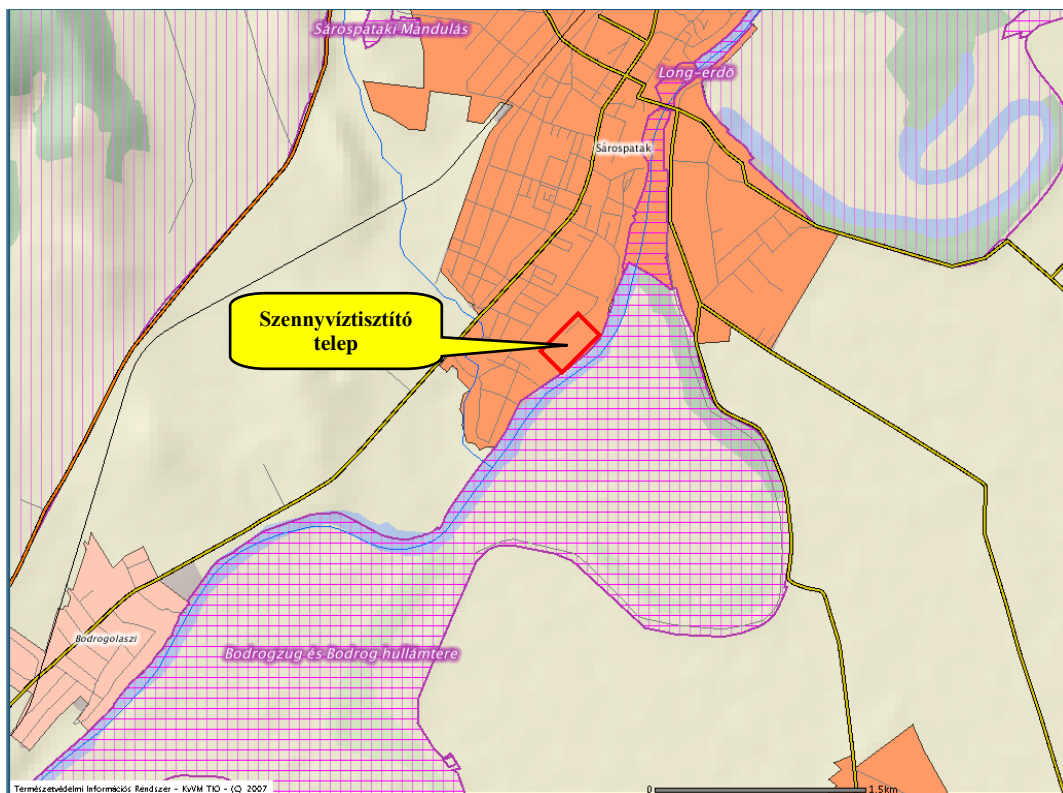 Sárospataki Mandulás
Long-erdő
Sárospatak
Szennyvíztisztító
telep
Bodrogolaszi
Bodrogzug és Bodrog hullámtere
Természetvédelmi Információs Rendszer - KvVM TIO - (C) 2007
0 1.5km